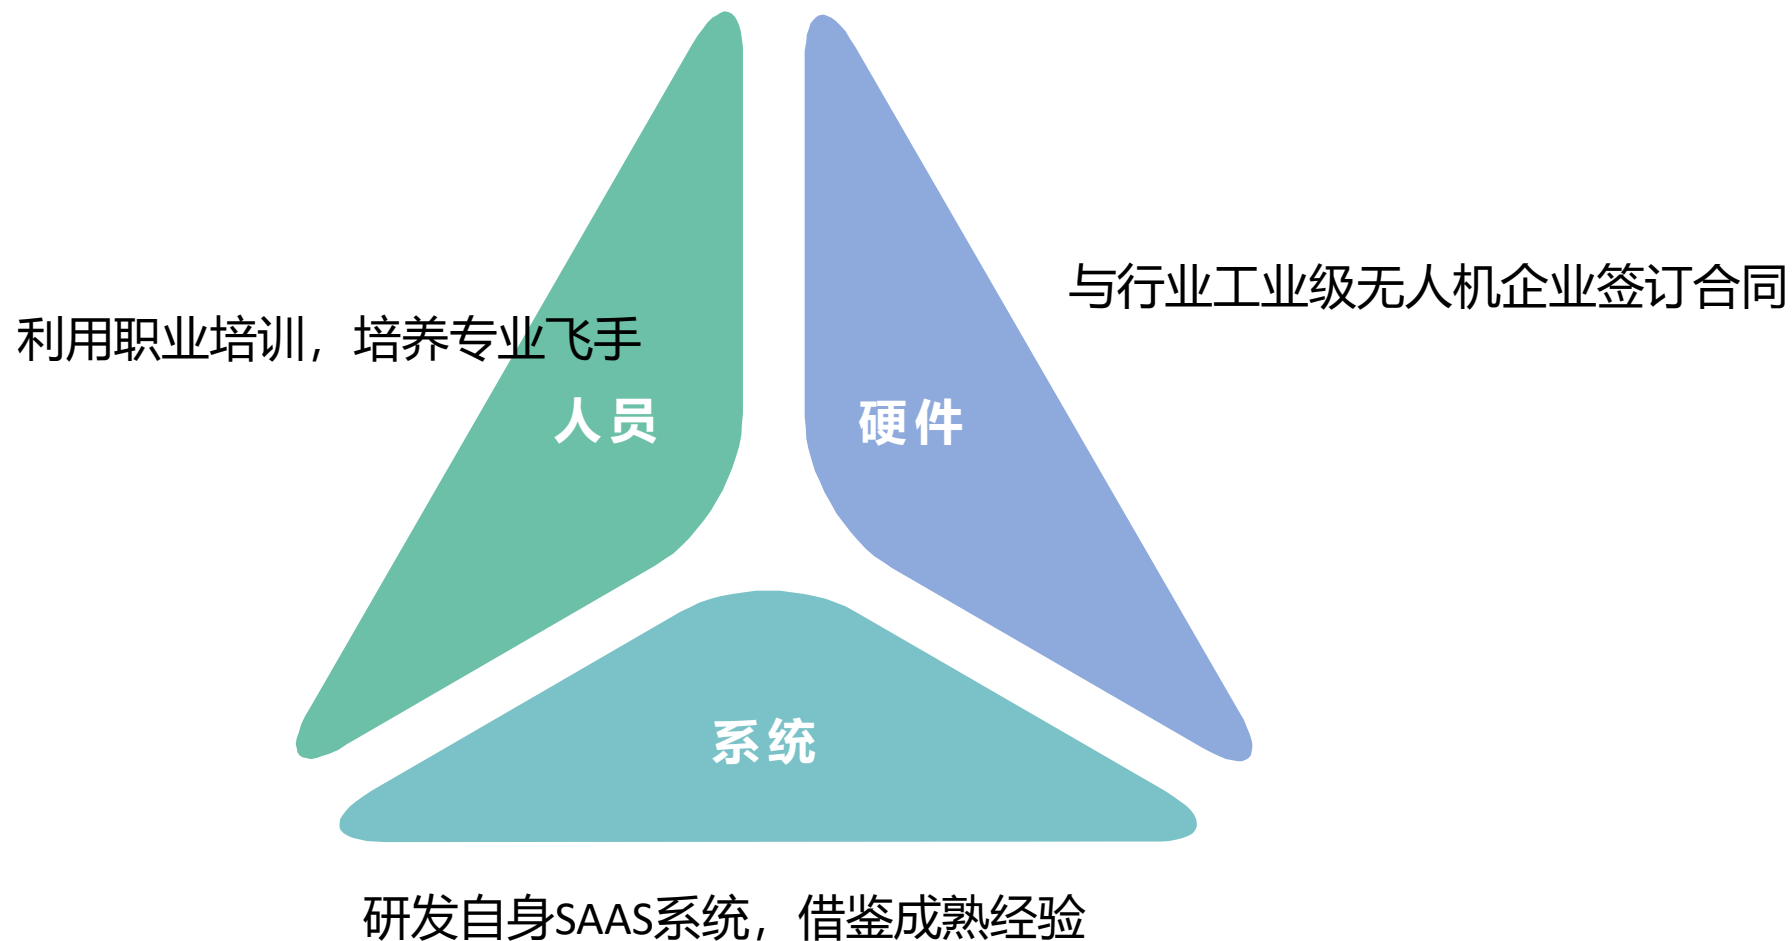 与行业工业级无人机企业签订合同
利用职业培训，培养专业飞手
人员
硬件
系统
研发自身SAAS系统，借鉴成熟经验